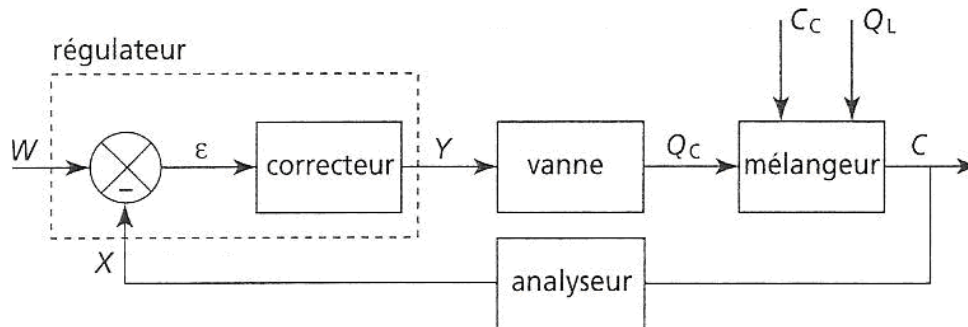 régulateur
C_C
Q_L
W
ε
correcteur
Y
vanne
Q_C
mélangeur
C
−
X
analyseur